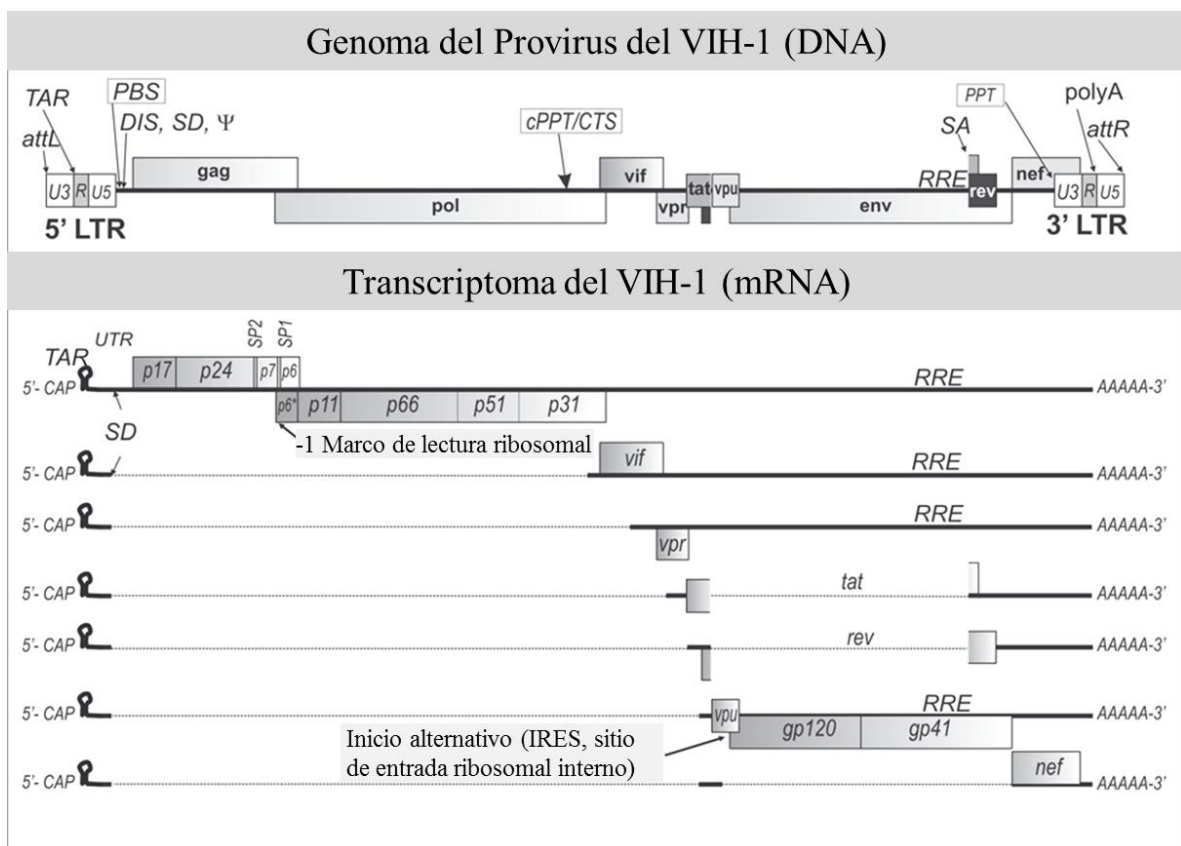 Genoma del Provirus del VIH-1 (DNA)
TAR
PBS
DIS, SD, Ψ
attL
cPPT/CTS
PPT
polyA
SA
attR
U3 R U5
gag
vif
tat
vpu
RRE
rev
nef
U3 R U5
pol
vpr
env
5' LTR
3' LTR
Transcriptoma del VIH-1 (mRNA)
UTR
SP2
SP1
TAR
5'- CAP
p17
p24
p7
p6
RRE
AAAAA-3'
p6*
p11
p66
p51
p31
SD
-1 Marco de lectura ribosomal
5'- CAP
vif
RRE
AAAAA-3'
5'- CAP
vpr
RRE
AAAAA-3'
5'- CAP
tat
AAAAA-3'
5'- CAP
rev
AAAAA-3'
5'- CAP
vpu
RRE
AAAAA-3'
gp120
gp41
Inicio alternativo (IRES, sitio
de entrada ribosomal interno)
5'- CAP
nef
AAAAA-3'